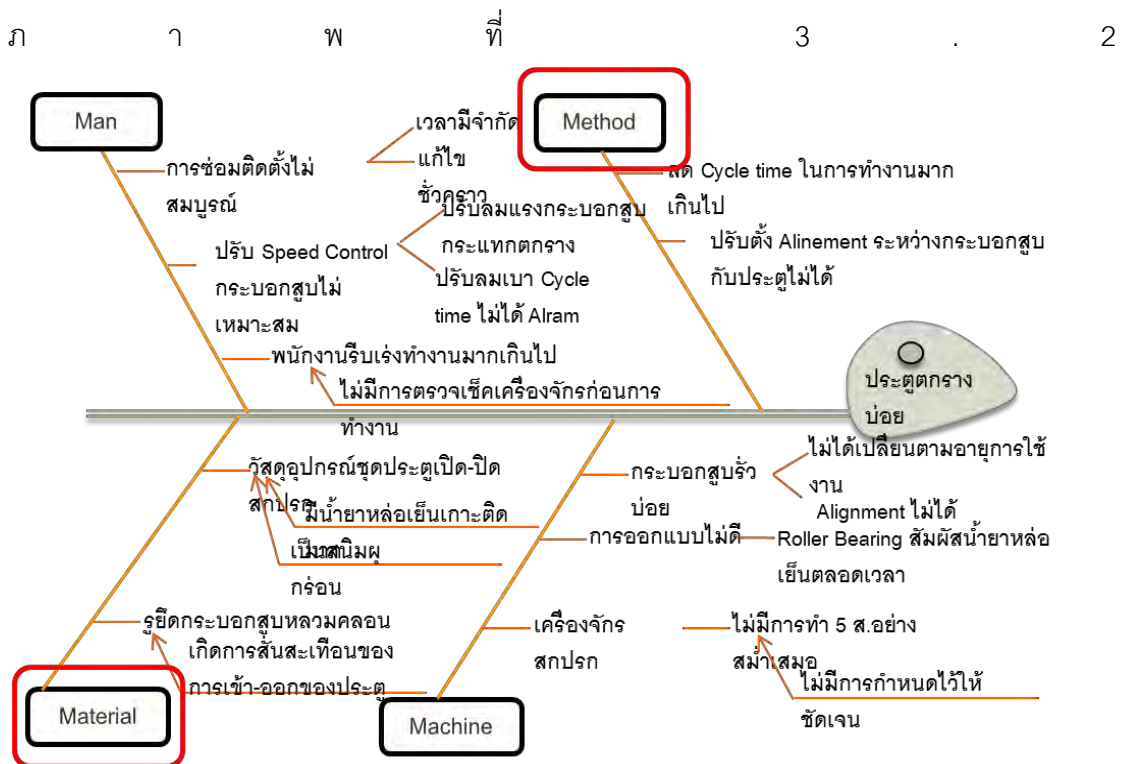 ภาพที่ 3.2
Man
การซ่อมติดตั้งไม่
สมบูรณ์
เวลามีจำกัด
แก้ไข
ชั่วคราว
ปรับ Speed Control
กระบอกสูบไม่
เหมาะสม
ปรับลมแรงกระบอกสูบ
กระแทกตกราง
ปรับลมเบา Cycle
time ไม่ได้ Alram
พนักงานรีบเร่งทำงานมากเกินไป
ไม่มีการตรวจเช็คเครื่องจักรก่อนการ
ทำงาน
Method
ลด Cycle time ในการทำงานมาก
เกินไป
ปรับตั้ง Alinement ระหว่างกระบอกสูบ
กับประตูไม่ได้
ประตูตกราง
บ่อย
วัสดุอุปกรณ์ชุดประตูเปิด-ปิด
สกปรก
มีน้ำยาหล่อเย็นเกาะติด
เป็นสนิมผุ
กร่อน
รูยึดกระบอกสูบหลวมคลอน
เกิดการสั่นสะเทือนของ
การเข้า-ออกของประตู
Material
กระบอกสูบรั่ว
บ่อย
ไม่ได้เปลี่ยนตามอายุการใช้
งาน
Alignment ไม่ได้
การออกแบบไม่ดี
Roller Bearing สัมผัสน้ำยาหล่อ
เย็นตลอดเวลา
เครื่องจักร
สกปรก
ไม่มีการทำ 5 ส.อย่าง
สม่ำเสมอ
ไม่มีการกำหนดไว้ให้
ชัดเจน
Machine